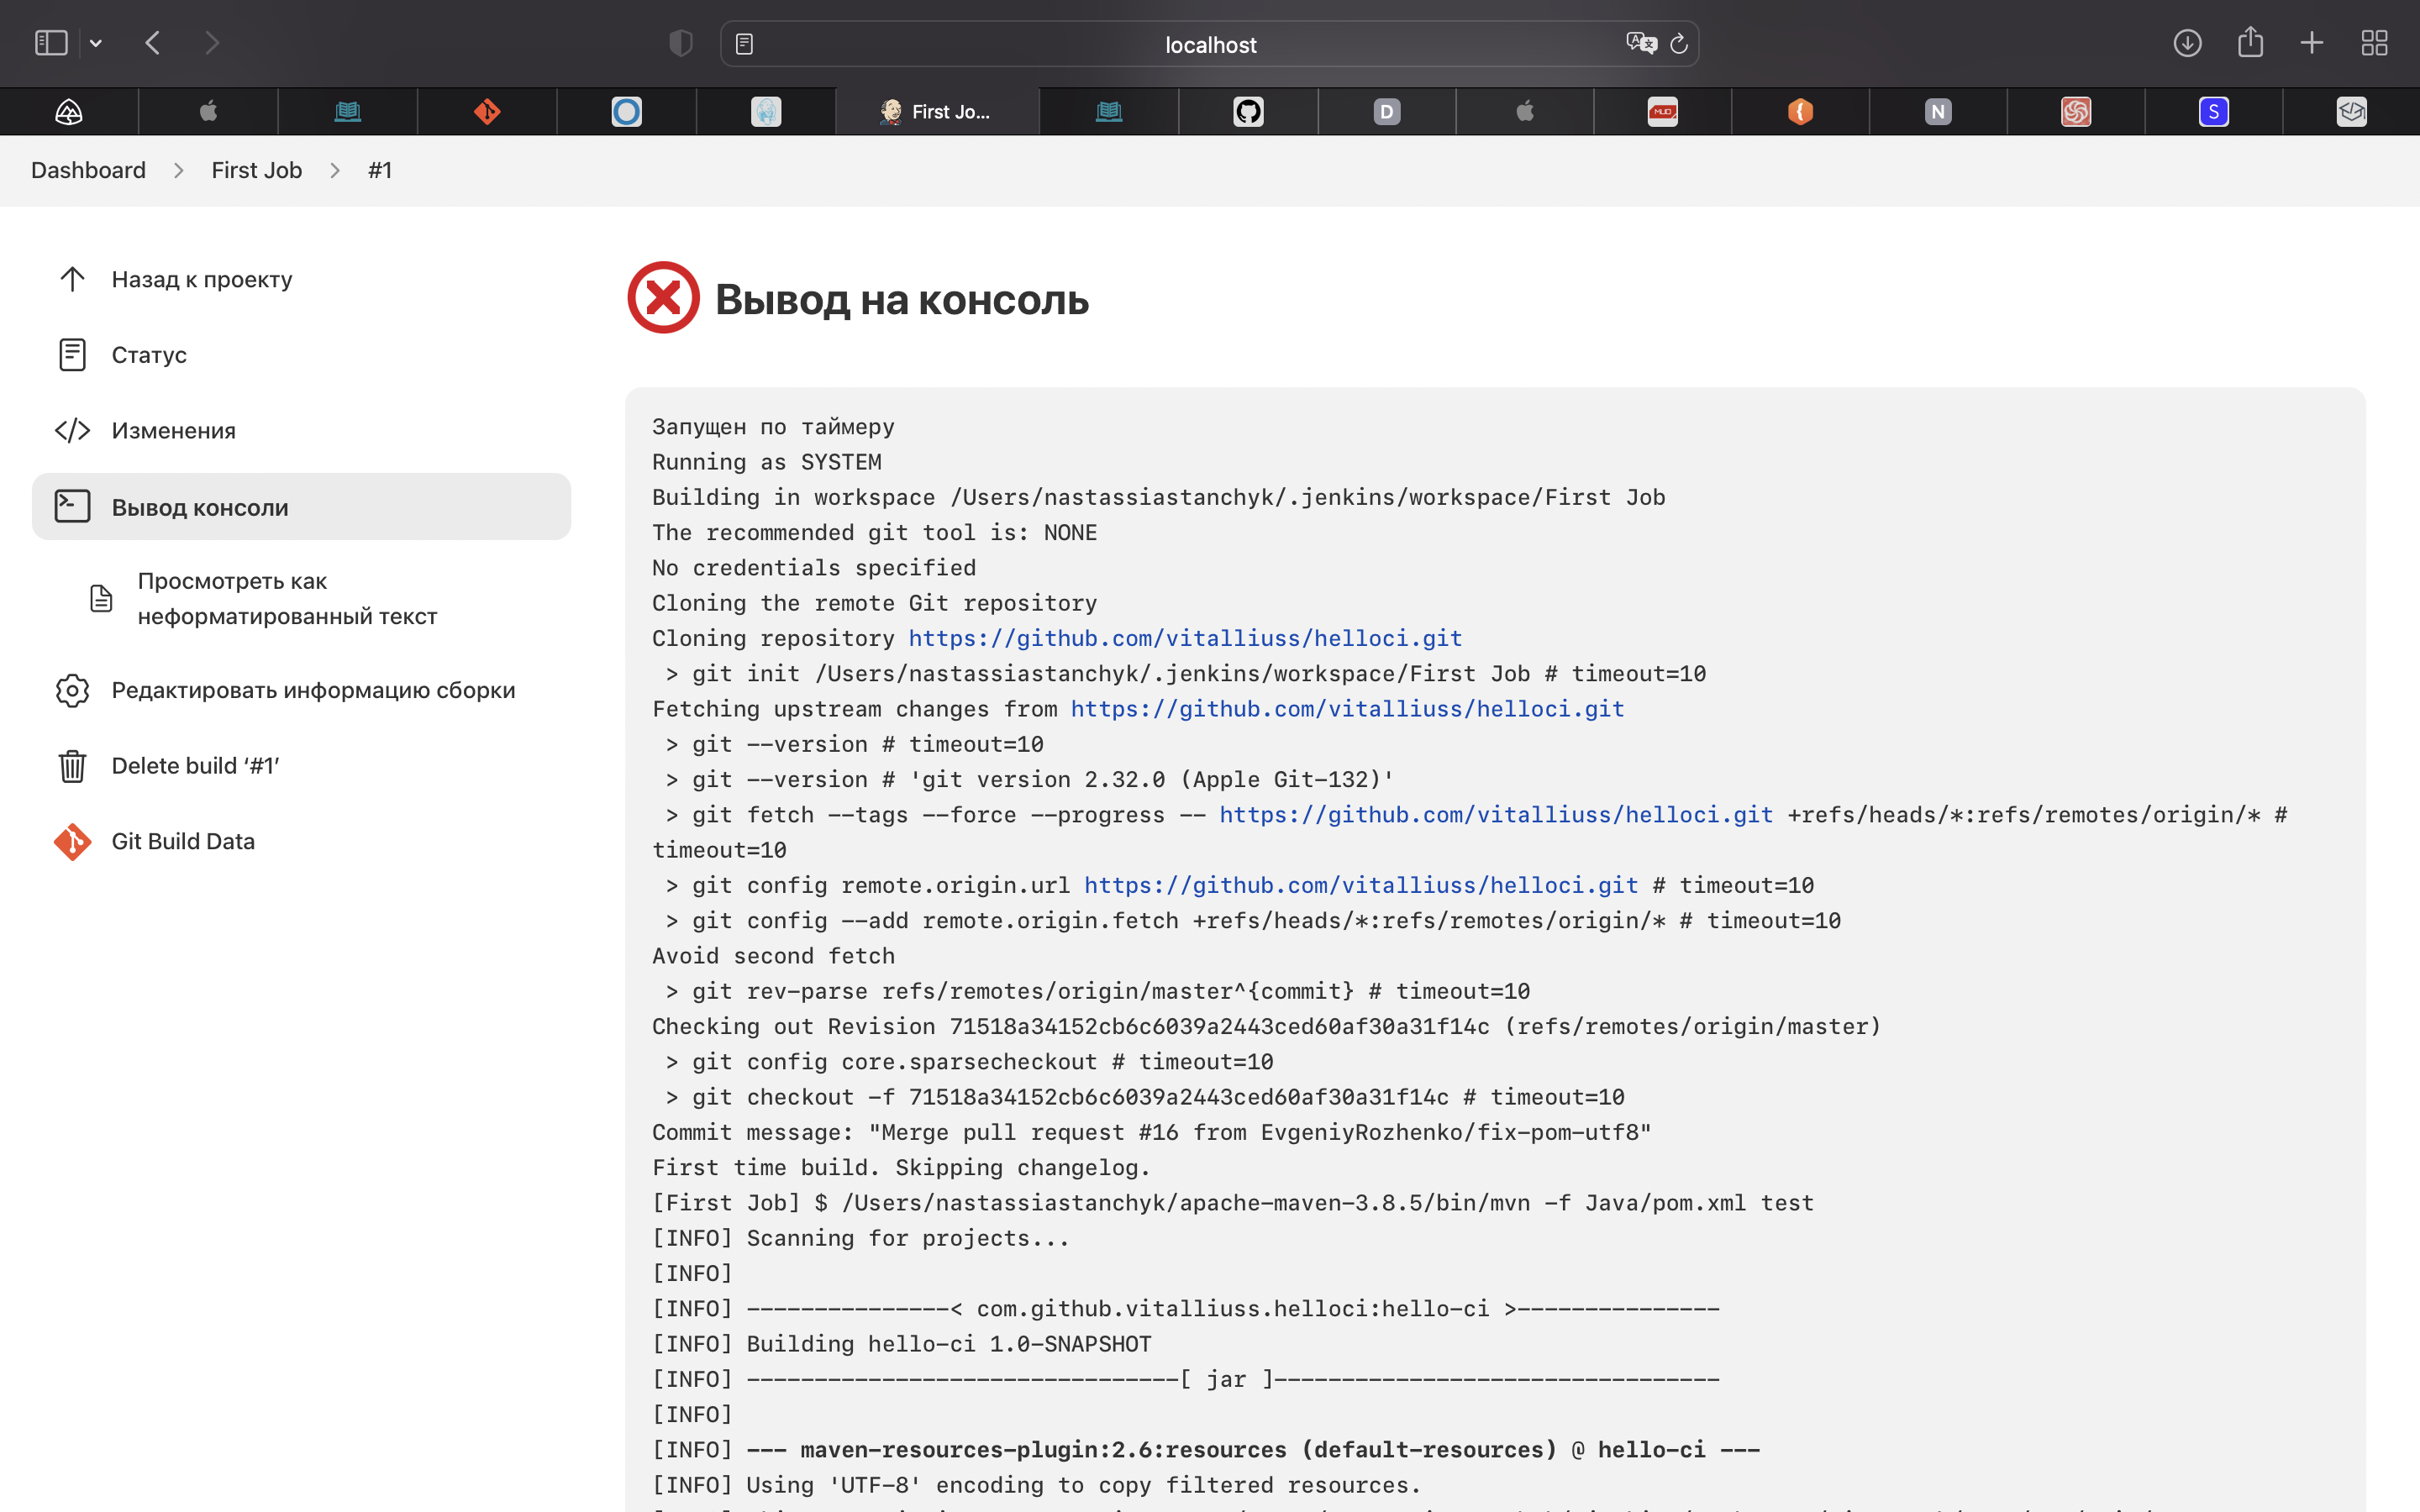 localhost
First Jo...
D
MUO
N
S
Dashboard > First Job > #1
Назад к проекту
Статус
Изменения
Вывод консоли
Просмотреть как
неформатированный текст
Редактировать информацию сборки
Delete build ‘#1’
Git Build Data
Вывод на консоль
Запущен по таймеру
Running as SYSTEM
Building in workspace /Users/nastassiastanchyk/.jenkins/workspace/First Job
The recommended git tool is: NONE
No credentials specified
Cloning the remote Git repository
Cloning repository https://github.com/vitalliuss/helloci.git
> git init /Users/nastassiastanchyk/.jenkins/workspace/First Job # timeout=10
Fetching upstream changes from https://github.com/vitalliuss/helloci.git
> git --version # timeout=10
> git --version # 'git version 2.32.0 (Apple Git-132)'
> git fetch --tags --force --progress -- https://github.com/vitalliuss/helloci.git +refs/heads/*:refs/remotes/origin/* #
timeout=10
> git config remote.origin.url https://github.com/vitalliuss/helloci.git # timeout=10
> git config --add remote.origin.fetch +refs/heads/*:refs/remotes/origin/* # timeout=10
Avoid second fetch
> git rev-parse refs/remotes/origin/master^{commit} # timeout=10
Checking out Revision 71518a34152cb6c6039a2443ced60af30a31f14c (refs/remotes/origin/master)
> git config core.sparsecheckout # timeout=10
> git checkout -f 71518a34152cb6c6039a2443ced60af30a31f14c # timeout=10
Commit message: "Merge pull request #16 from EvgeniyRozhenko/fix-pom-utf8"
First time build. Skipping changelog.
[First Job] $ /Users/nastassiastanchyk/apache-maven-3.8.5/bin/mvn -f Java/pom.xml test
[INFO] Scanning for projects...
[INFO]
[INFO] ---------------< com.github.vitalliuss.helloci:hello-ci >---------------
[INFO] Building hello-ci 1.0-SNAPSHOT
[INFO] --------------------------------[ jar ]---------------------------------
[INFO]
[INFO] --- maven-resources-plugin:2.6:resources (default-resources) @ hello-ci ---
[INFO] Using 'UTF-8' encoding to copy filtered resources.